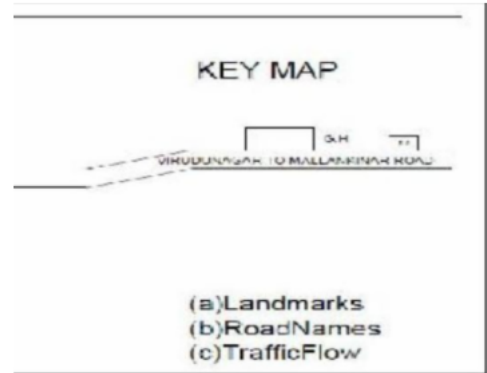 KEY MAP
G.H
VIRUDUNAGAR TO MALLANKINAR ROAD
(a)Landmarks
(b)RoadNames
(c)TrafficFlow